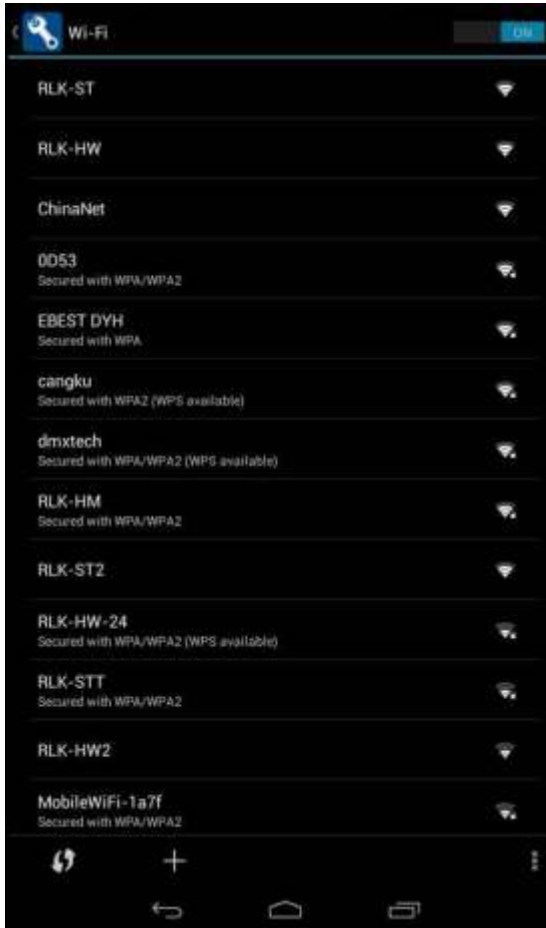 Wi-Fi
ON
RLK-ST
RLK-HW
ChinaNet
0D53
Secured with WPA/WPA2
EBEST DYH
Secured with WPA
cangku
Secured with WPA2 (WPS available)
dmxtech
Secured with WPA/WPA2 (WPS available)
RLK-HM
Secured with WPA/WPA2
RLK-ST2
RLK-HW-24
Secured with WPA/WPA2 (WPS available)
RLK-STT
Secured with WPA/WPA2
RLK-HW2
MobileWiFi-1a7f
Secured with WPA/WPA2